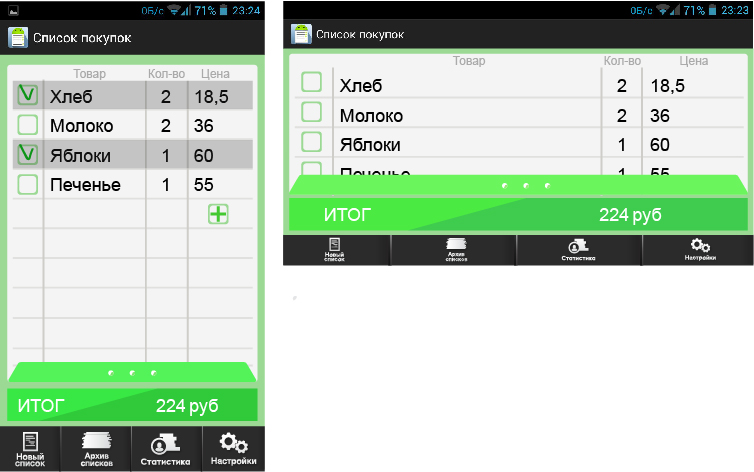 0Б/с 71% 23:24
Список покупок
Товар Кол-во Цена
Хлеб 2 18,5
Молоко 2 36
Яблоки 1 60
Печенье 1 55
ИТОГ 224 руб
Новый список
Архив списков
Статистика
Настройки
0Б/с 71% 23:23
Список покупок
Товар Кол-во Цена
Хлеб 2 18,5
Молоко 2 36
Яблоки 1 60
Печенье 1 55
ИТОГ 224 руб
Новый список
Архив списков
Статистика
Настройки